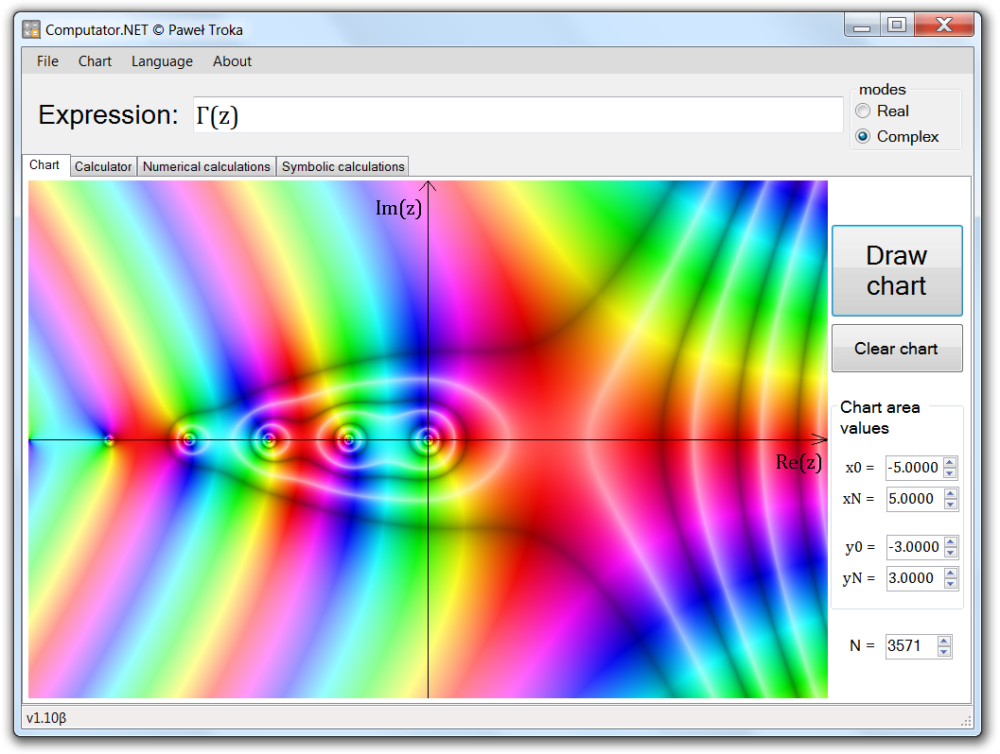 Computator.NET © Paweł Troka
File Chart Language About
Expression: Γ(z)
modes
Real
Complex
Chart Calculator Numerical calculations Symbolic calculations
Im(z)
Re(z)
Draw
chart
Clear chart
Chart area
values
x0 = -5.0000
xN = 5.0000
y0 = -3.0000
yN = 3.0000
N = 3571
v1.10β